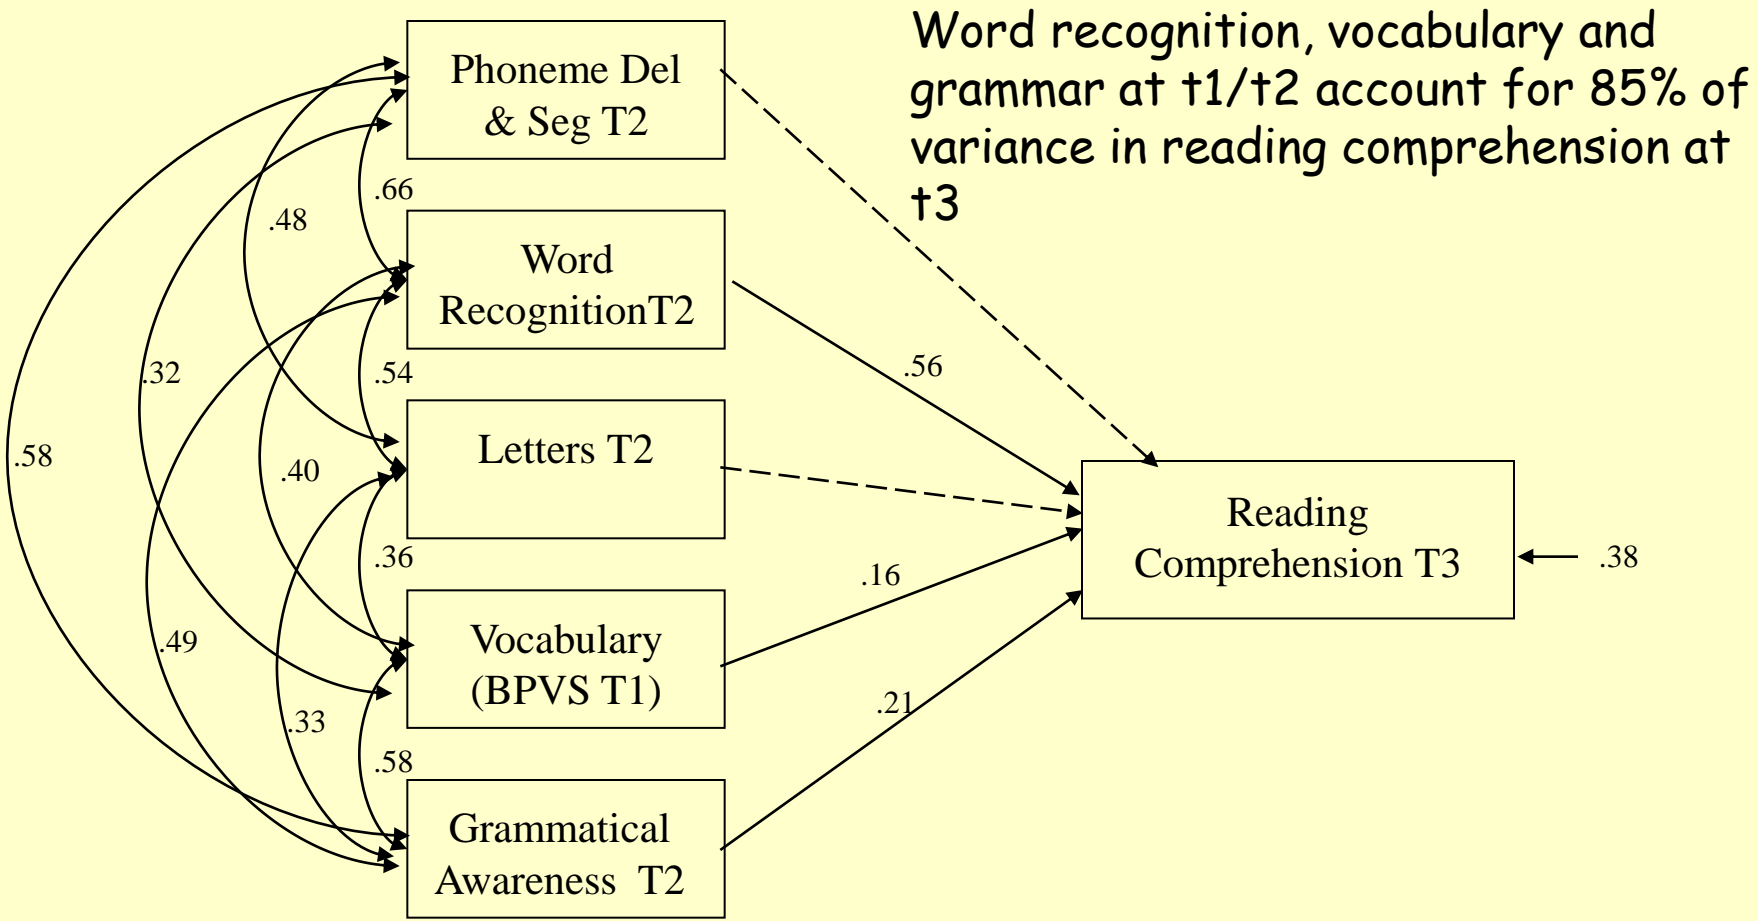 Word recognition, vocabulary and
grammar at t1/t2 account for 85% of
variance in reading comprehension at
t3
Phoneme Del
& Seg T2
.66
.48
Word
RecognitionT2
.56
.54
.32
Letters T2
.58
.40
Reading
Comprehension T3
.38
.36
.16
Vocabulary
(BPVS T1)
.49
.21
.33
.58
Grammatical
Awareness T2